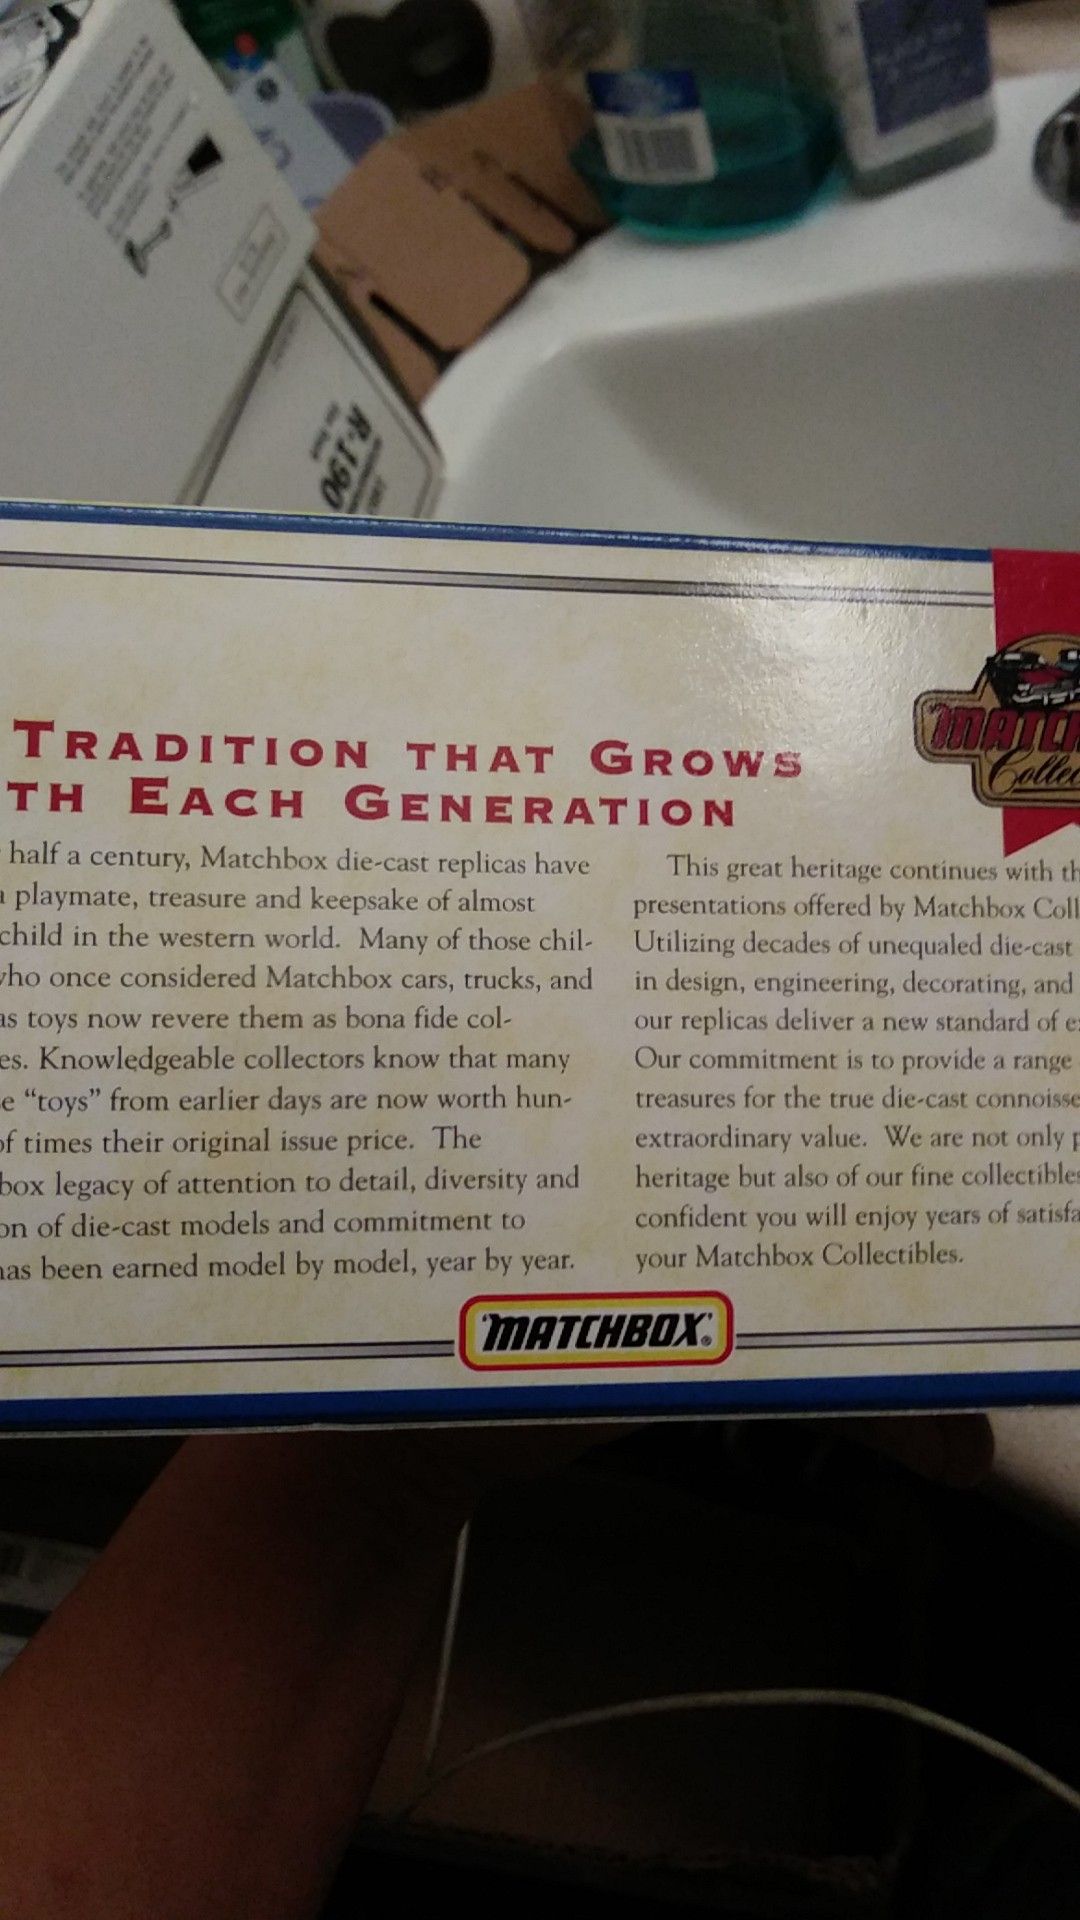 R-190
TRADITION THAT GROWS
TH EACH GENERATION
half a century, Matchbox die-cast replicas have
playmate, treasure and keepsake of almost
child in the western world. Many of those chil-
who once considered Matchbox cars, trucks, and
as toys now revere them as bona fide col-
es. Knowledgeable collectors know that many
e “toys” from earlier days are now worth hun-
of times their original issue price. The
box legacy of attention to detail, diversity and
on of die-cast models and commitment to
has been earned model by model, year by year.
This great heritage continues with th
presentations offered by Matchbox Coll
Utilizing decades of unequaled die-cast
in design, engineering, decorating, and
our replicas deliver a new standard of e
Our commitment is to provide a range
treasures for the true die-cast connoisse
extraordinary value. We are not only p
heritage but also of our fine collectibles
confident you will enjoy years of satisfa
your Matchbox Collectibles.
MATCH
Collec
"MATCHBOX"®